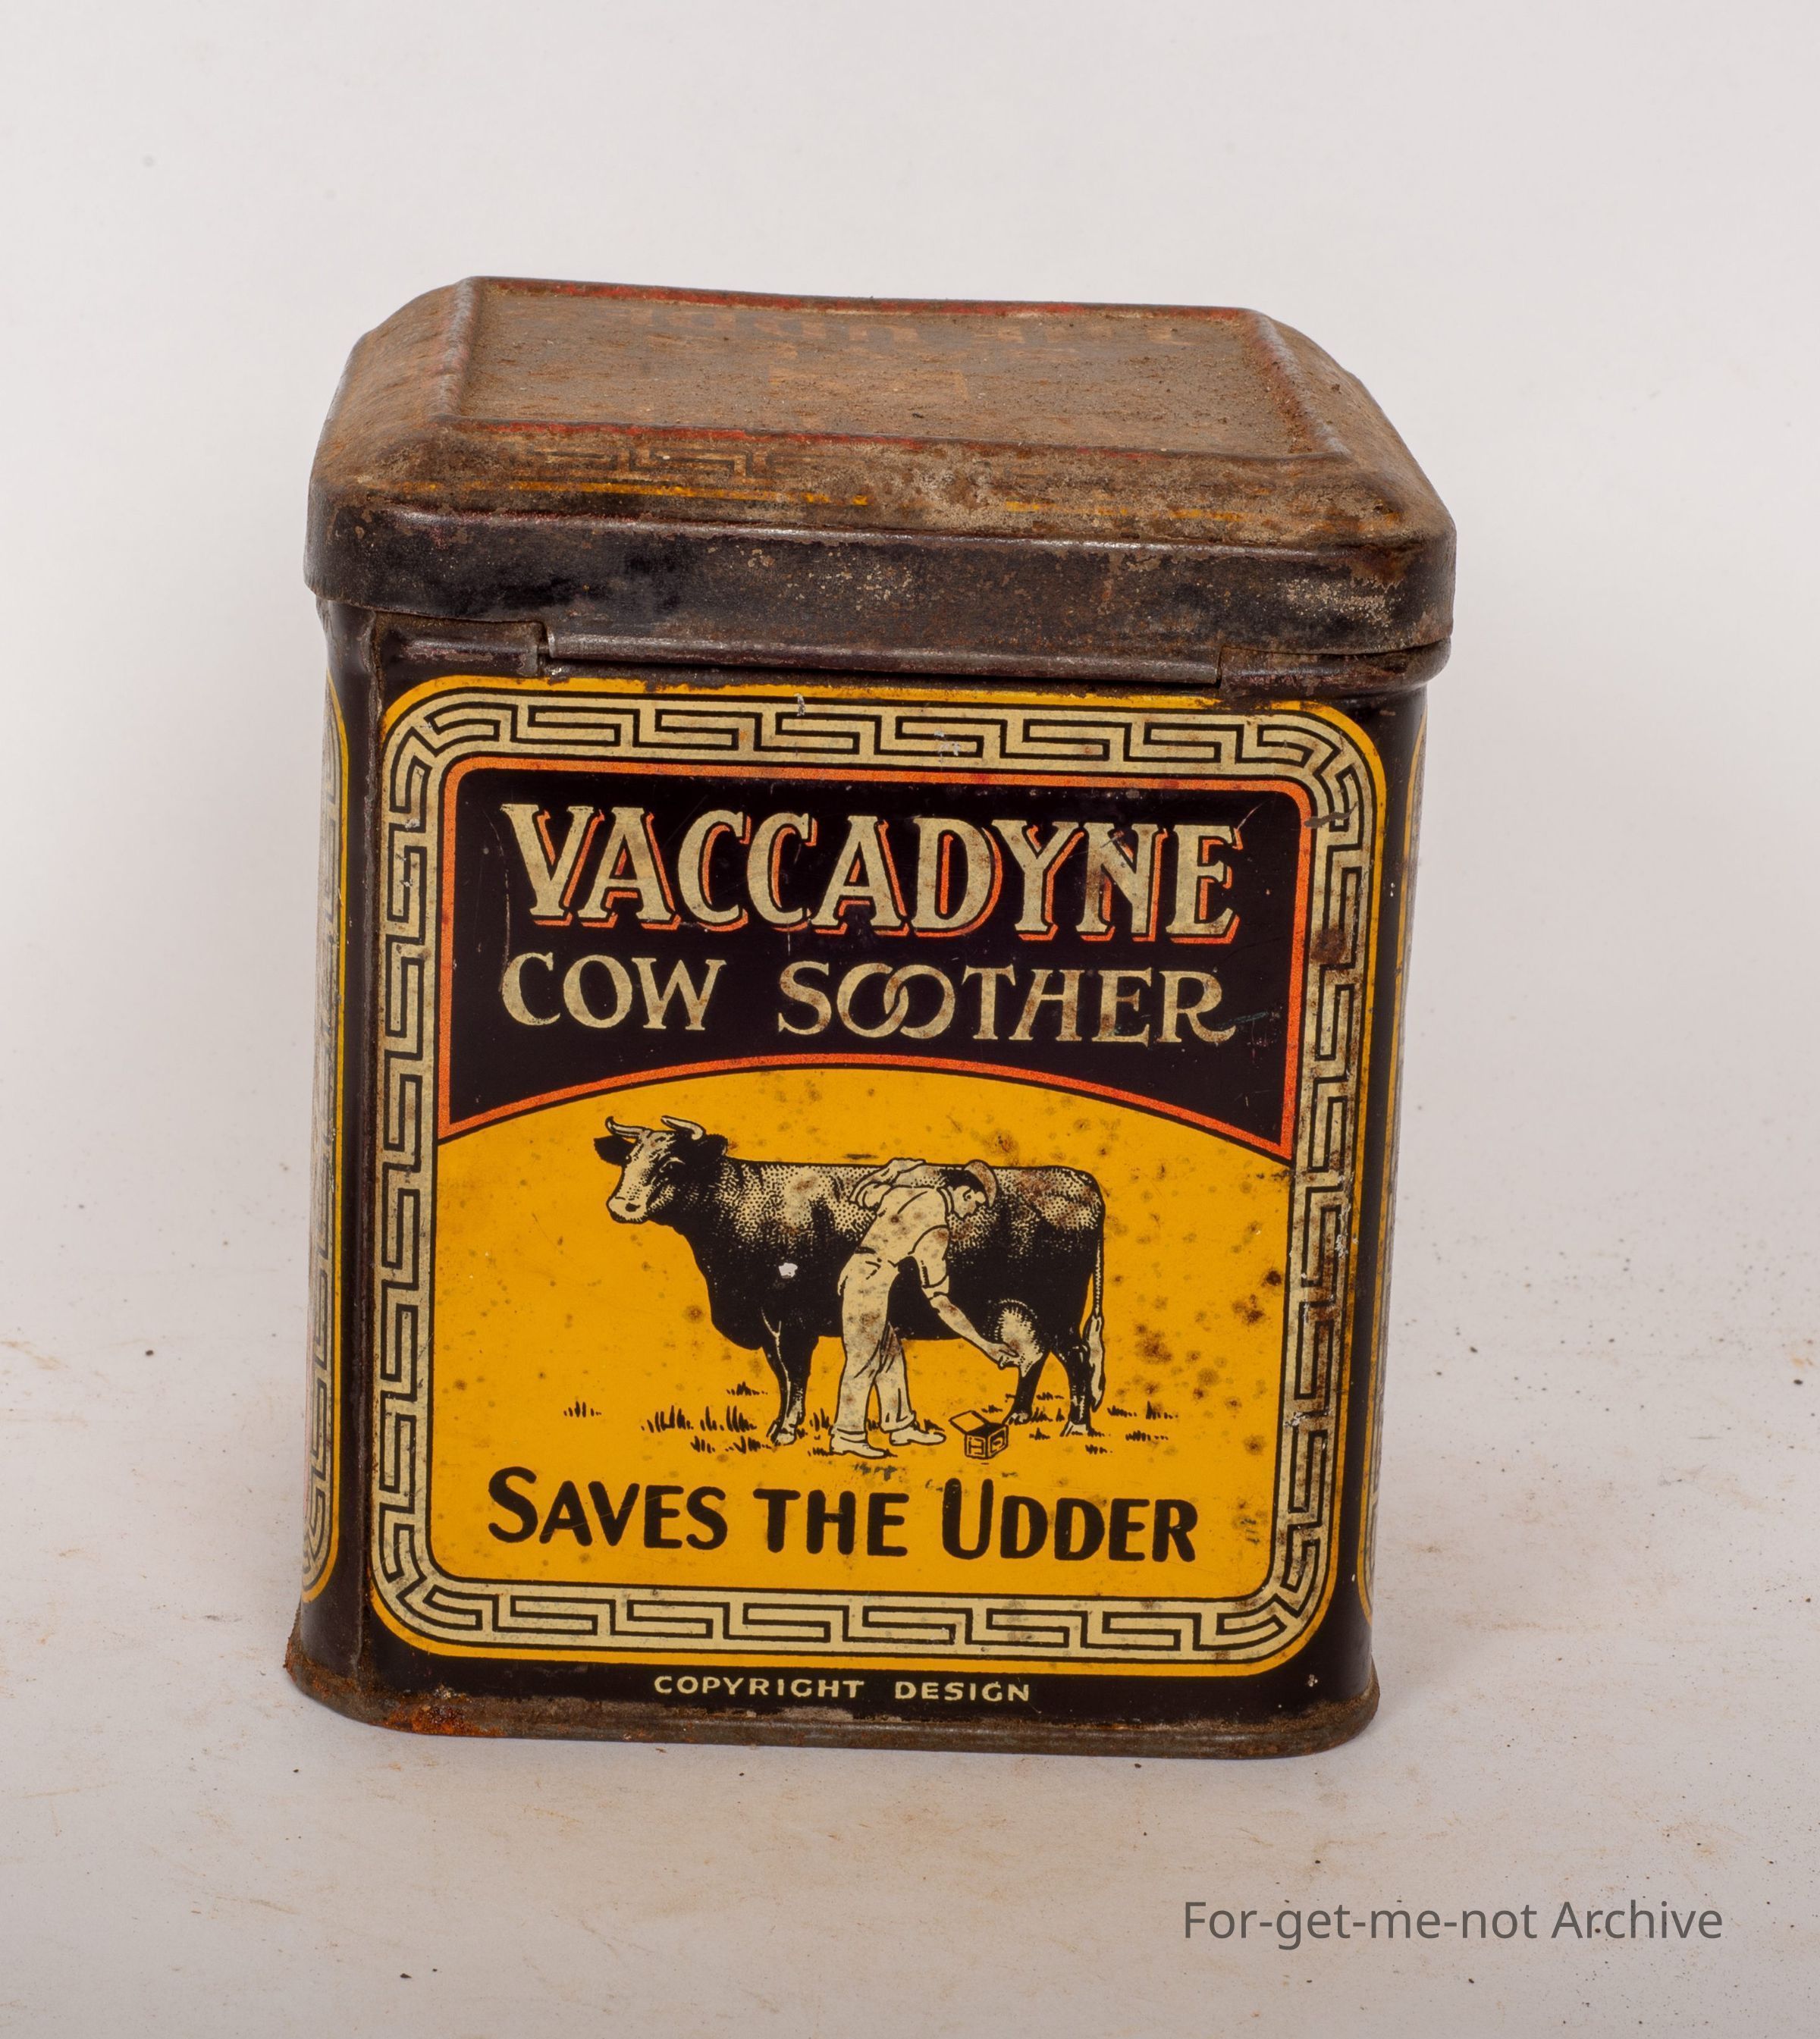 VACCADYNE
COW SOOTHER
SAVES THE UDDER
COPYRIGHT DESIGN
For-get-me-not Archive